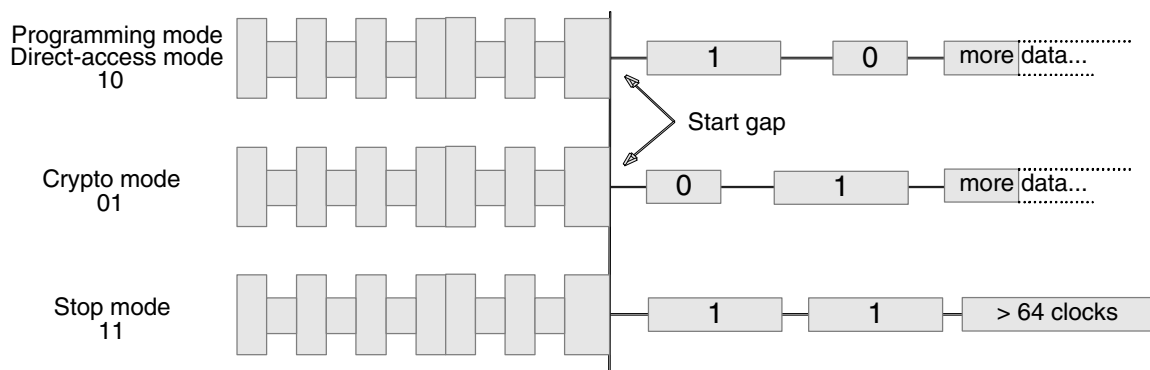 Programming mode
Direct-access mode
10
1
0
more data...
Start gap
Crypto mode
01
0
1
more data...
Stop mode
11
1
1
> 64 clocks